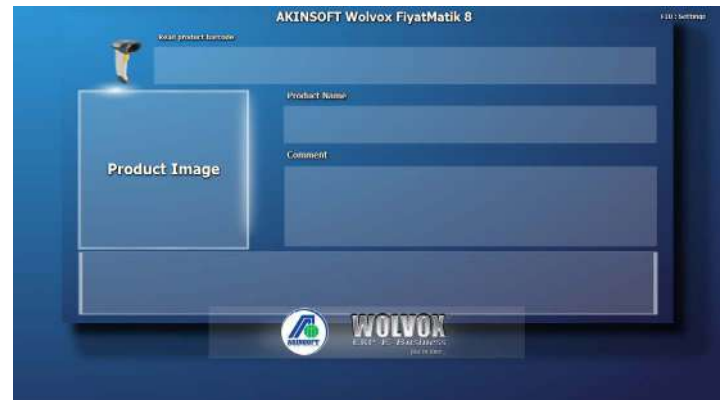 AKINSOFT Wolvox FiyatMatik 8
F10 : Settings
Read product barcode
Product Name
Product Image
Comment
AKINSOFT
WOLVOX
ERP E-Business